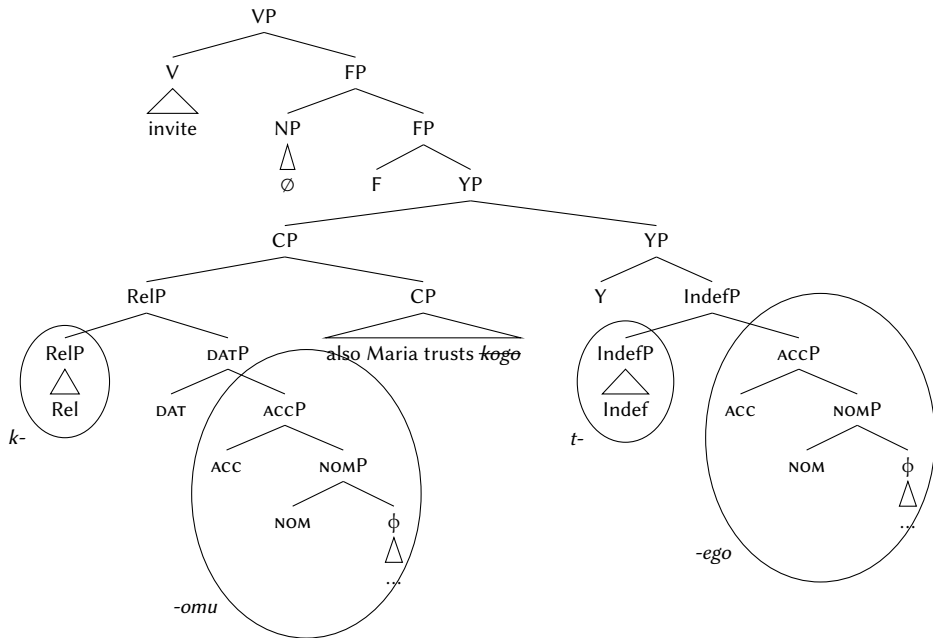 VP
V FP
invite NP FP
∅ F YP
CP YP
RelP CP Y IndefP
RelP DATP also Maria trusts kogo IndefP ACCP
Rel DAT ACCP Indef ACC NOMP
k- ACC NOMP t- NOM ϕ
NOM ϕ ...
... -ego
-omu